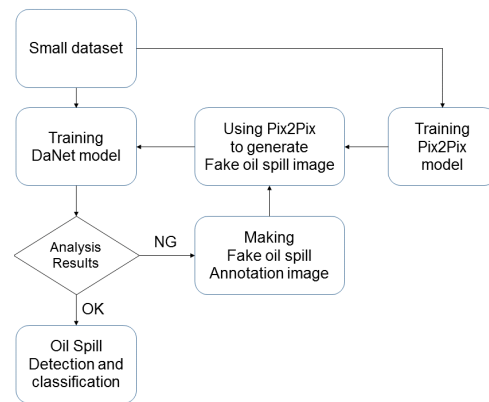 Small dataset
Training
DaNet model
Using Pix2Pix
to generate
Fake oil spill image
Training
Pix2Pix
model
Analysis
Results
NG
Making
Fake oil spill
Annotation image
OK
Oil Spill
Detection and
classification